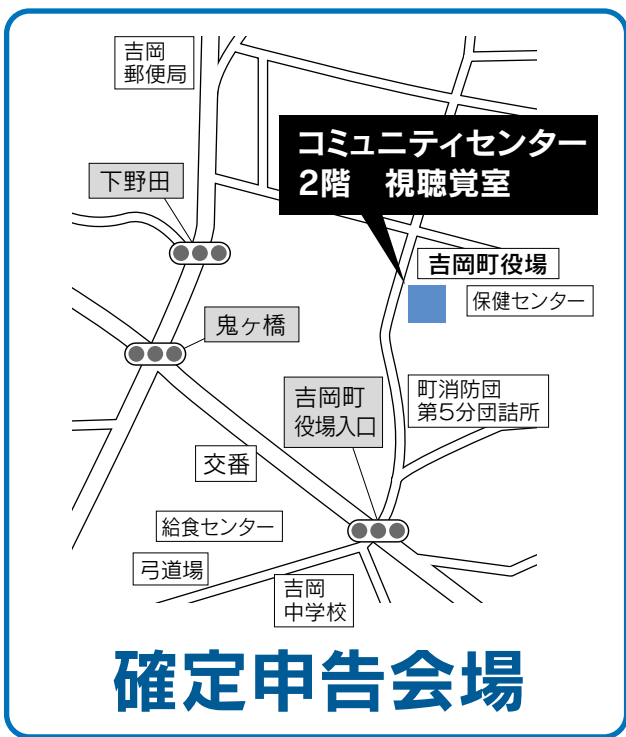 吉岡
郵便局
コミュニティセンター
2階　視聴覚室
下野田
吉岡町役場
保健センター
鬼ヶ橋
吉岡町
役場入口
町消防団
第5分団詰所
交番
給食センター
弓道場
吉岡
中学校
確定申告会場